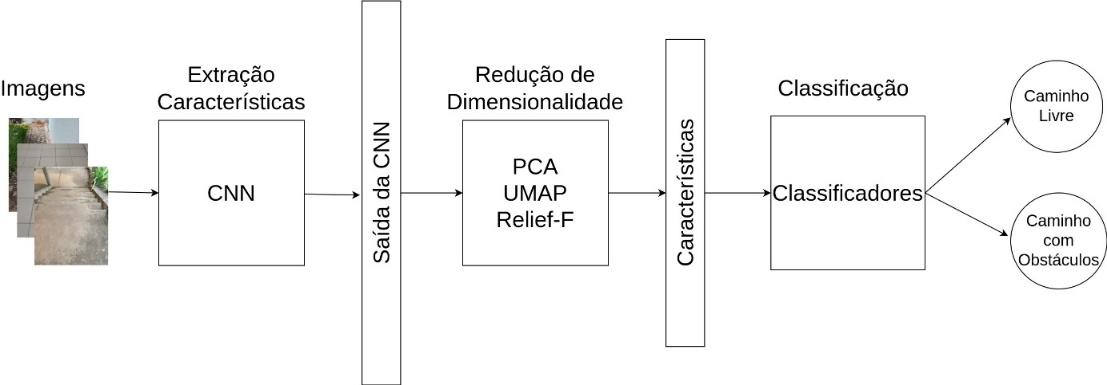 Imagens
Extração
Características
CNN
Saída da CNN
Redução de
Dimensionalidade
PCA
UMAP
Relief-F
Características
Classificação
Classificadores
Caminho
Livre
Caminho
com
Obstáculos